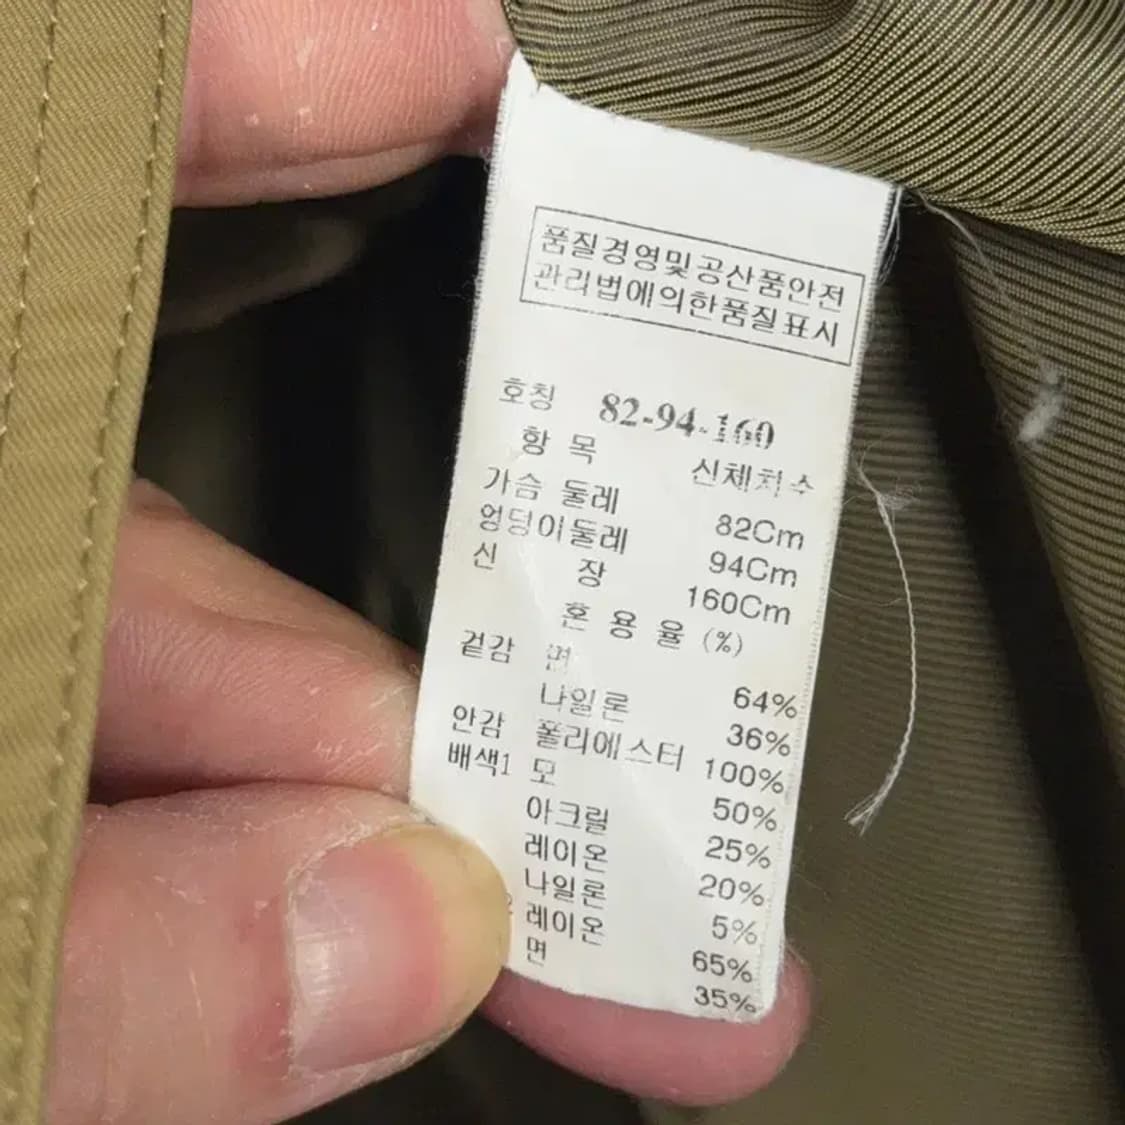 품질경영및공산품안전
관리법에의한품질표시
호칭 82-94-160
항 목 신체치수
가슴 둘레 82Cm
엉덩이둘레 94Cm
신 장 160Cm
혼 용 율 (%)
겉감 면 64%
나일론 36%
안감 폴리에스터 100%
배색1 모 50%
아크릴 25%
레이온 20%
나일론 5%
레이온 65%
면 35%